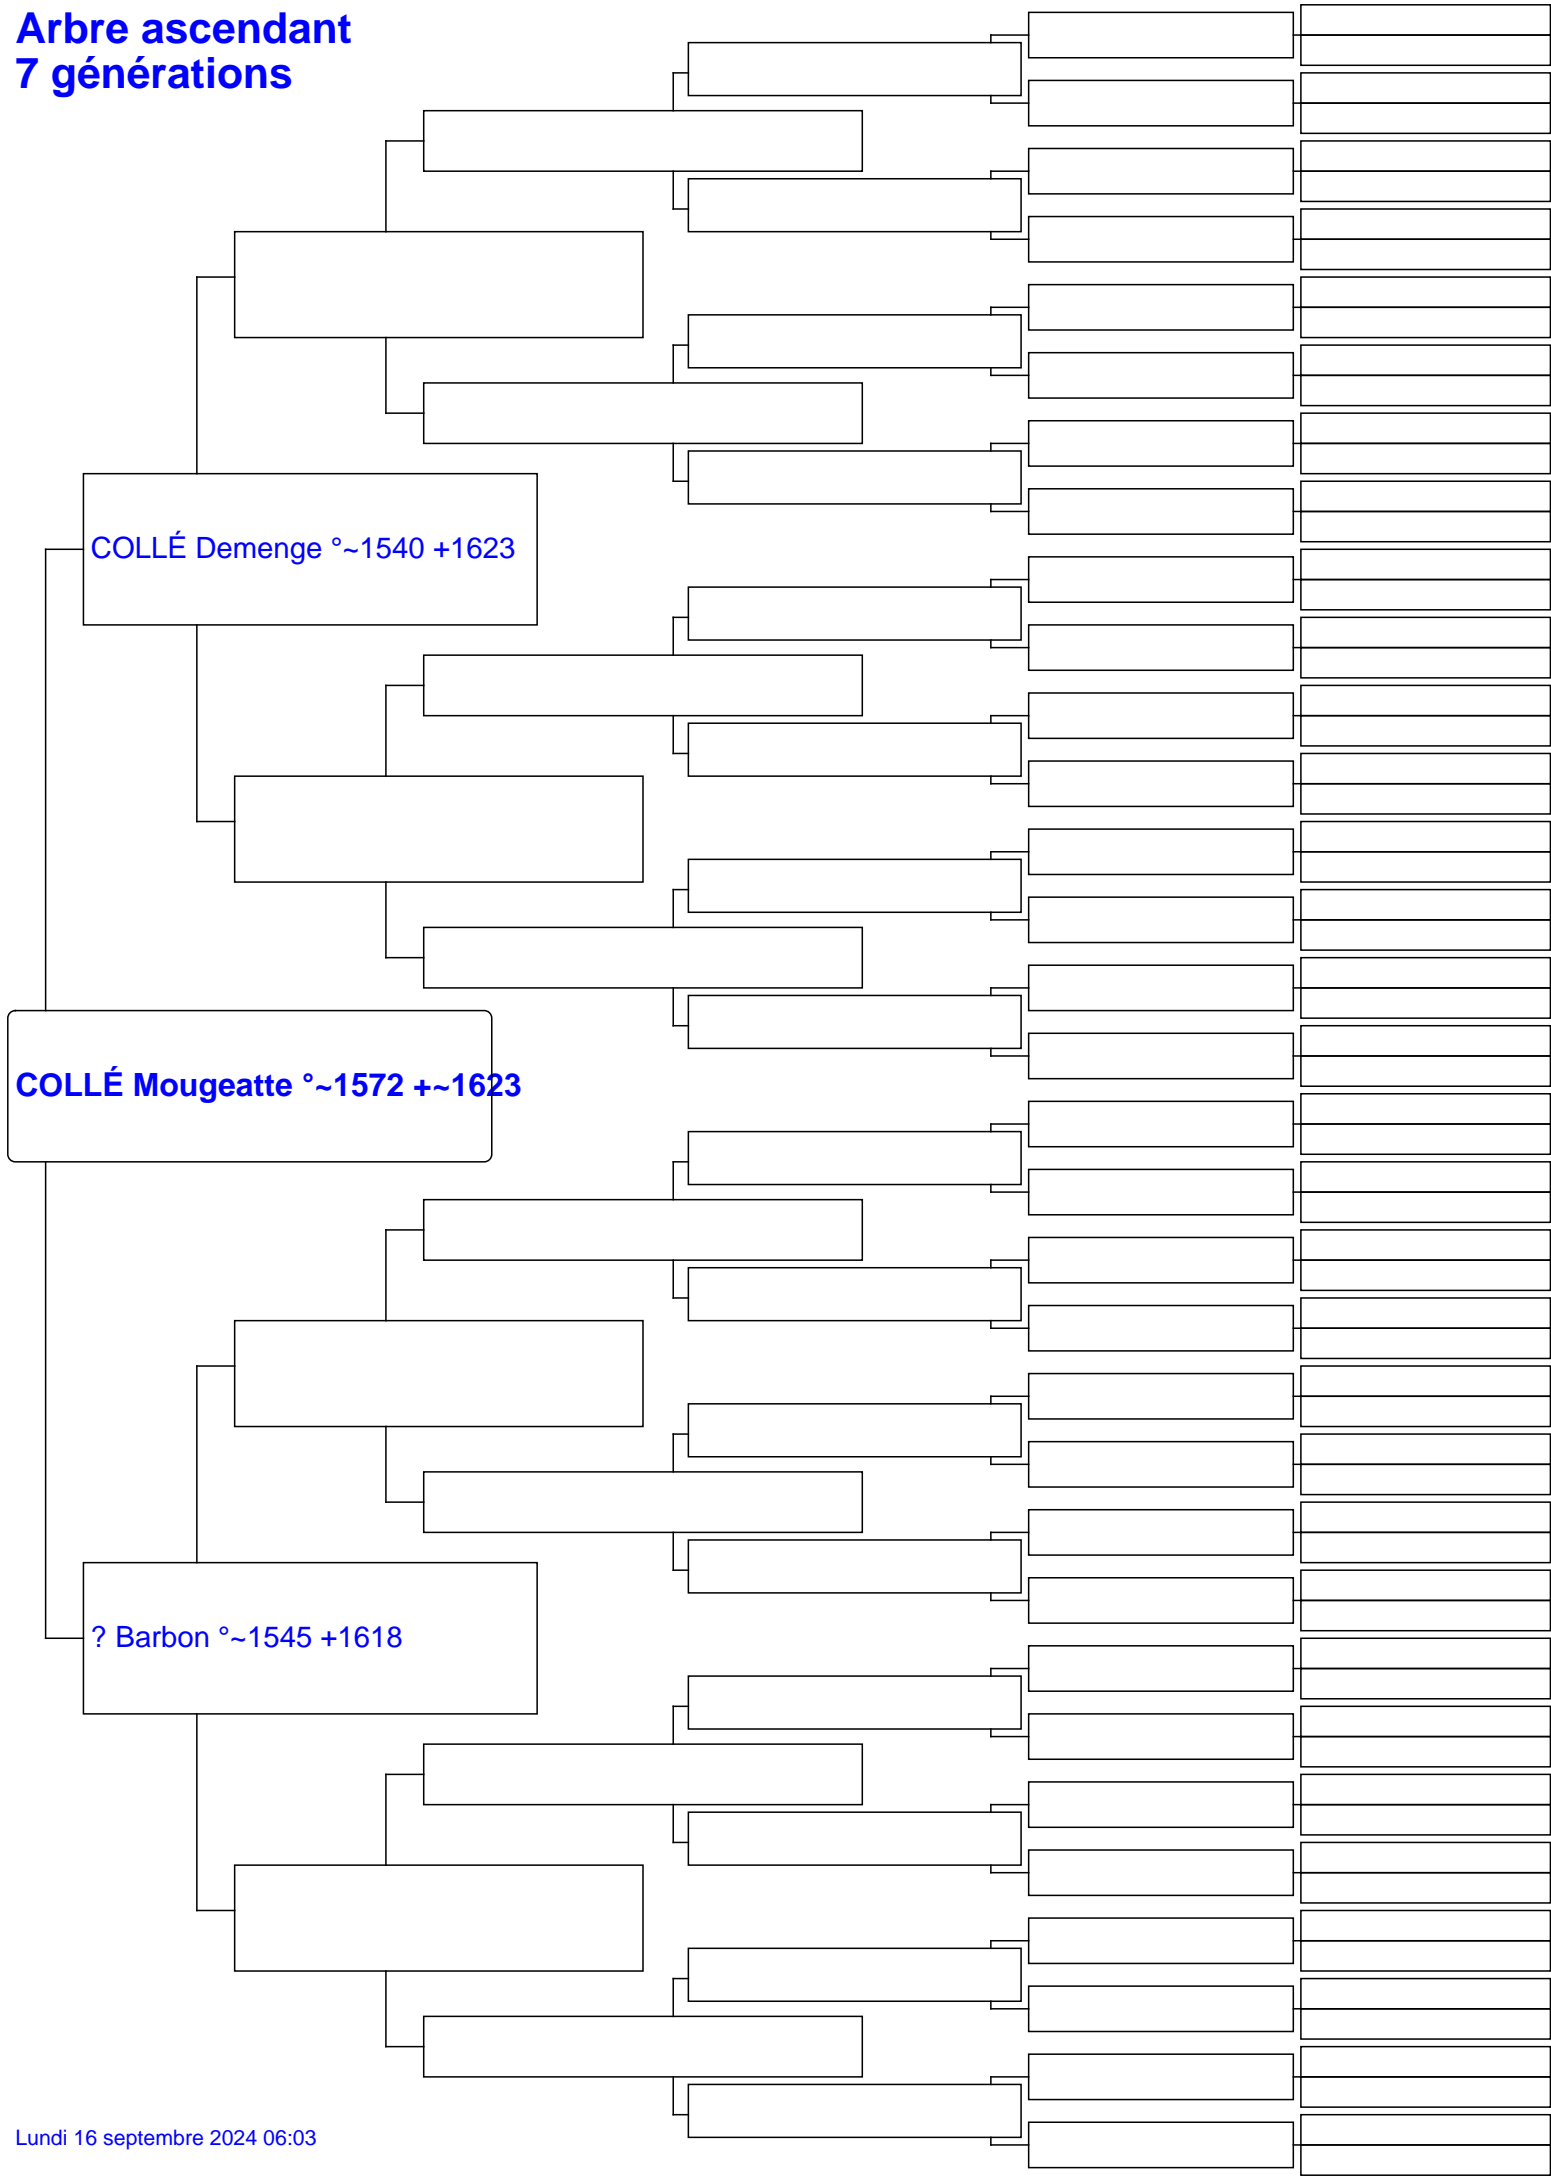 Arbre ascendant
7 générations
COLLÉ Demenge °~1540 +1623
COLLÉ Mougeatte °~1572 +~1623
? Barbon °~1545 +1618
Lundi 16 septembre 2024 06:03